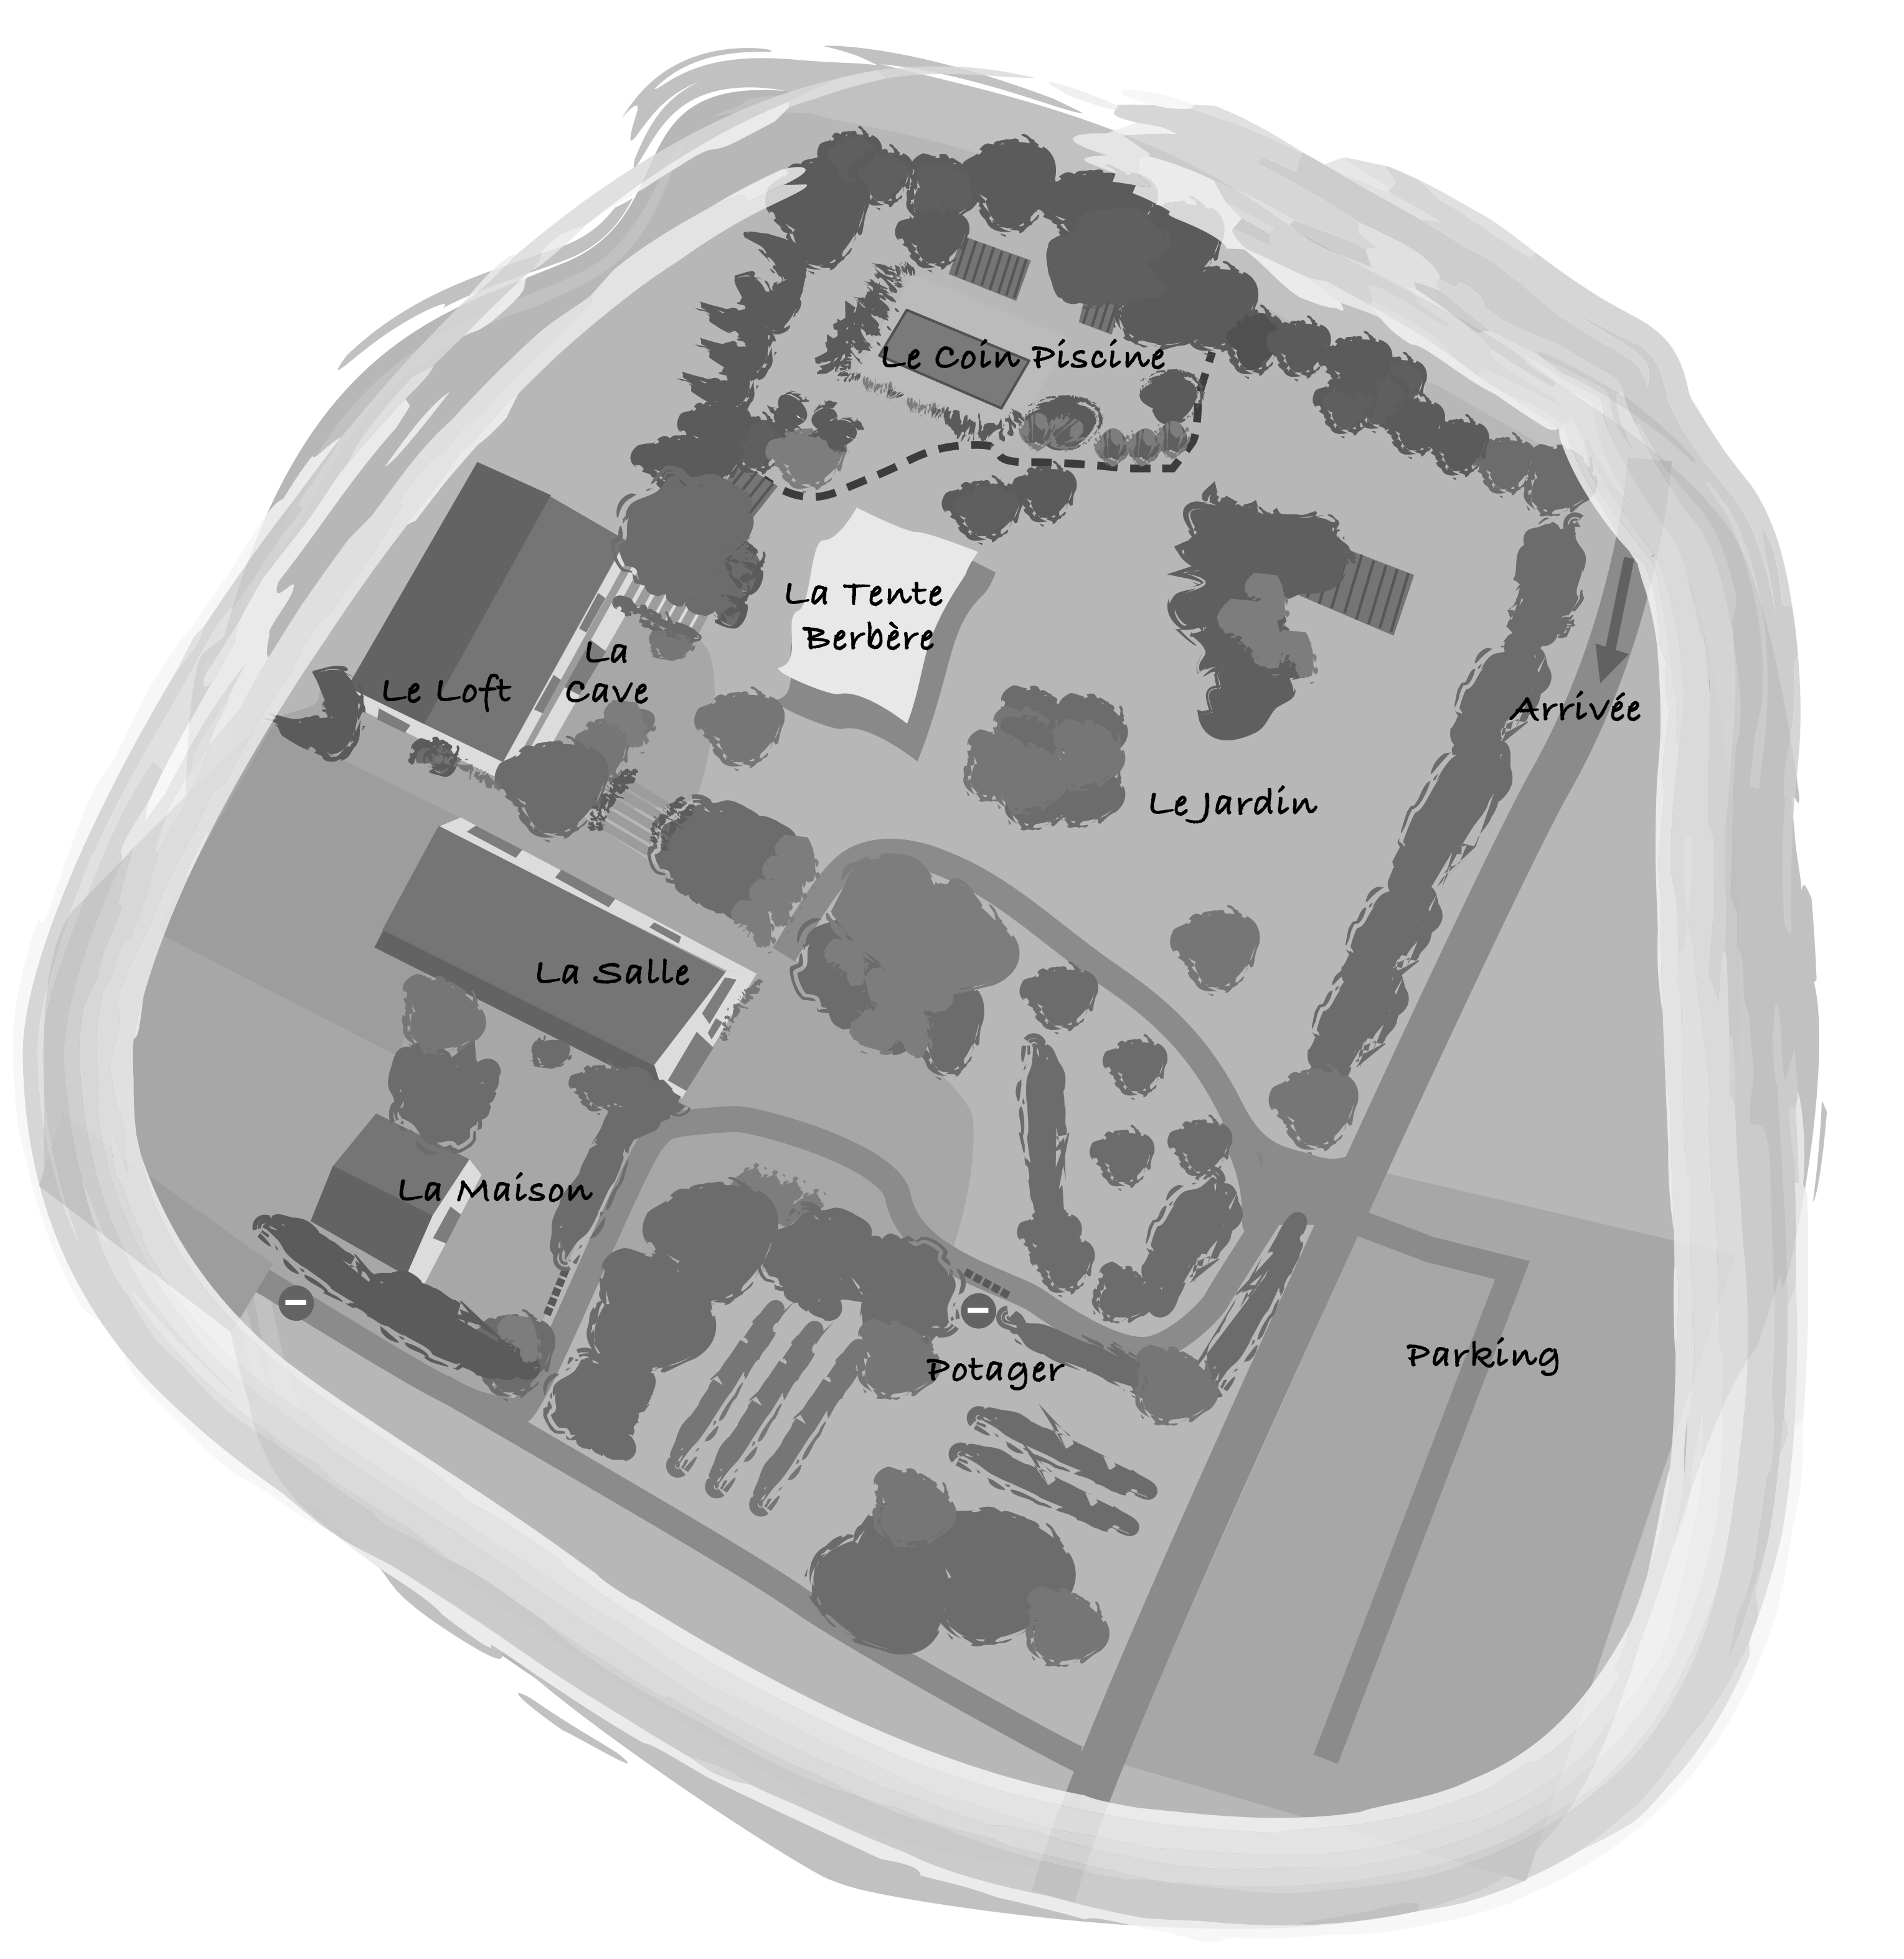 Le Coin Piscine
La Tente
Berbère
La
Cave
Le Loft
Arrivée
Le Jardin
La Salle
La Maison
Potager
Parking